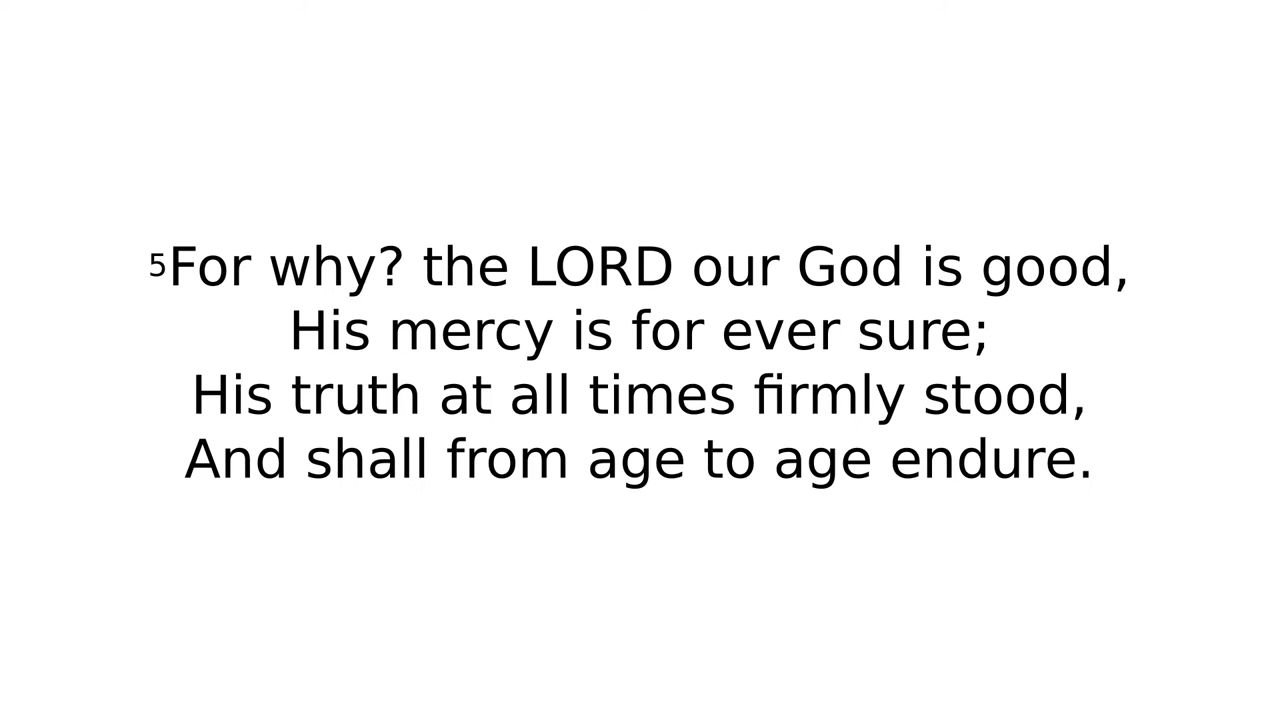 5For why? the LORD our God is good,
His mercy is for ever sure;
His truth at all times firmly stood,
And shall from age to age endure.